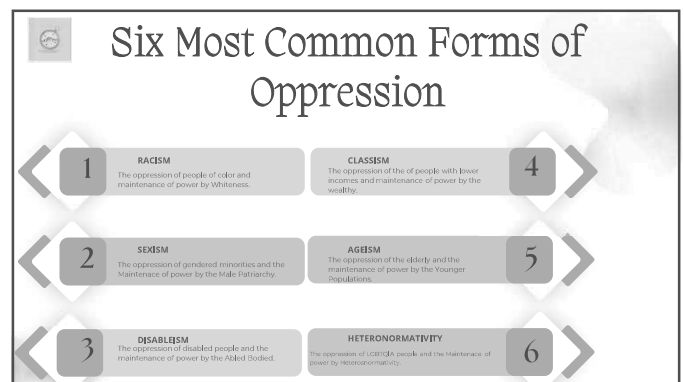 Six Most Common Forms of
Oppression
1
RACISM
The oppression of people of color and
maintenance of power by Whiteness.
2
SEXISM
The oppression of gendered minorities and the
Maintenace of power by the Male Patriarchy.
3
DISABLEISM
The oppression of disabled people and the
maintenance of power by the Abled Bodied.
CLASSISM
The oppression of the of people with lower
incomes and maintenance of power by the
wealthy.
4
AGEISM
The oppression of the elderly and the
maintenance of power by the Younger
Populations.
5
HETERONORMATIVITY
The oppression of LGBTQIA people and the Maintenace of
power by Heteronormativity.
6